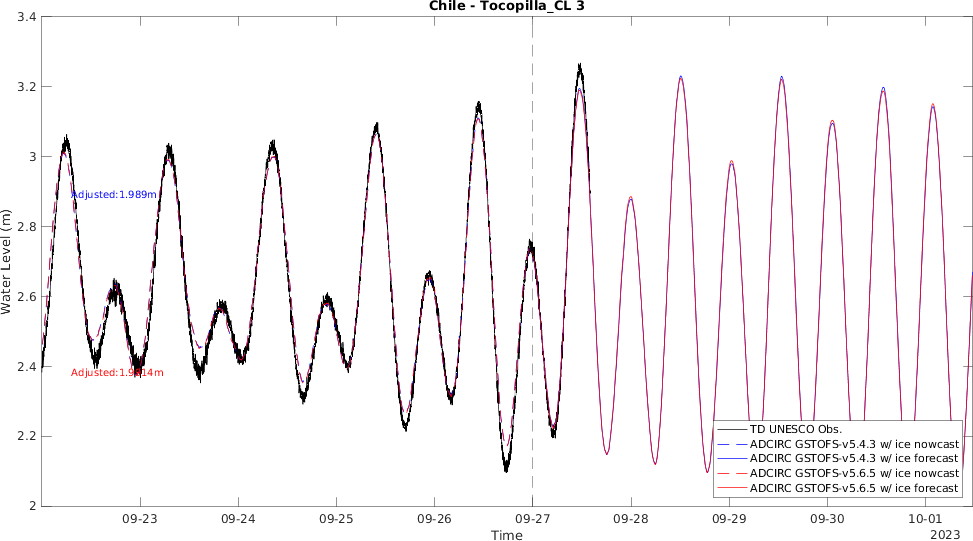 Chile - Tocopilla_CL 3
Water Level (m)
3.4
3.2
3
2.8
2.6
2.4
2.2
2
Adjusted:1.989m
TD UNESCO Obs.
ADCIRC GSTOFS-v5.4.3 w/ ice nowcast
ADCIRC GSTOFS-v5.4.3 w/ ice forecast
ADCIRC GSTOFS-v5.6.5 w/ ice nowcast
ADCIRC GSTOFS-v5.6.5 w/ ice forecast
09-23 09-24 09-25 09-26 09-27 09-28 09-29 09-30 10-01
Time
2023